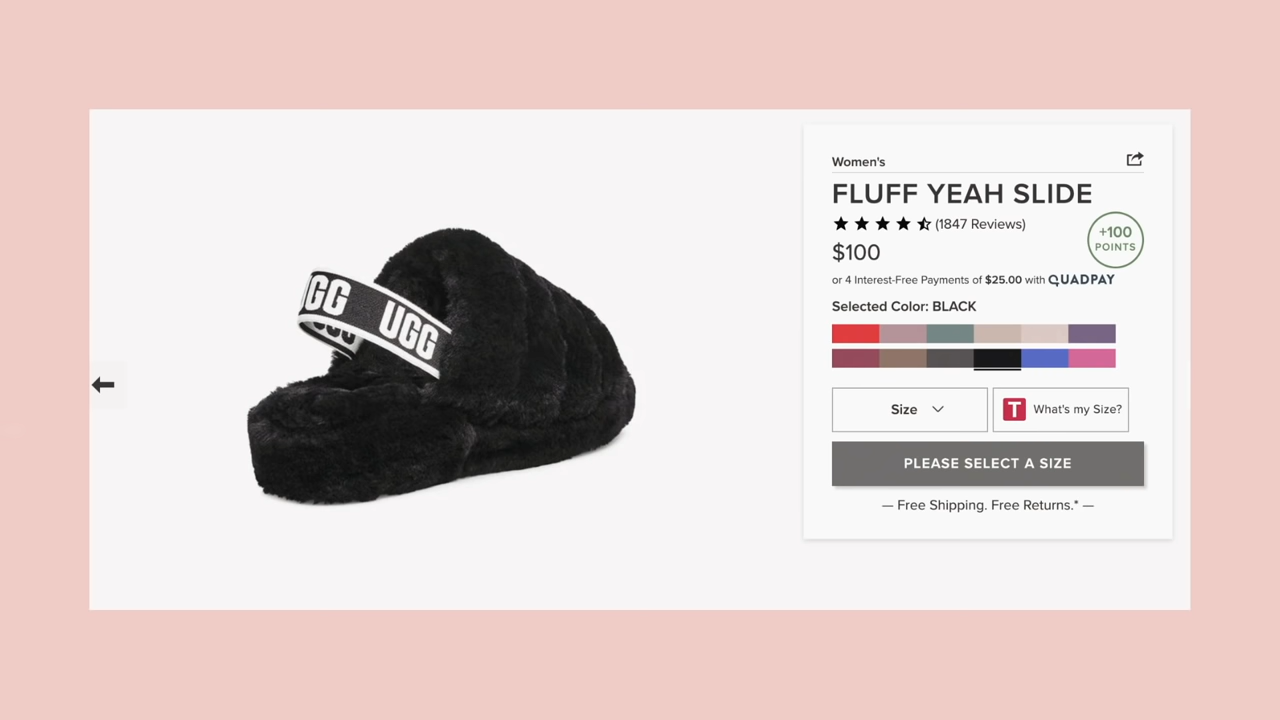 UGG UGG
Women's
FLUFF YEAH SLIDE
(1847 Reviews)
+100
POINTS
$100
or 4 Interest-Free Payments of $25.00 with QUADPAY
Selected Color: BLACK
Size
T What's my Size?
PLEASE SELECT A SIZE
— Free Shipping. Free Returns.* —